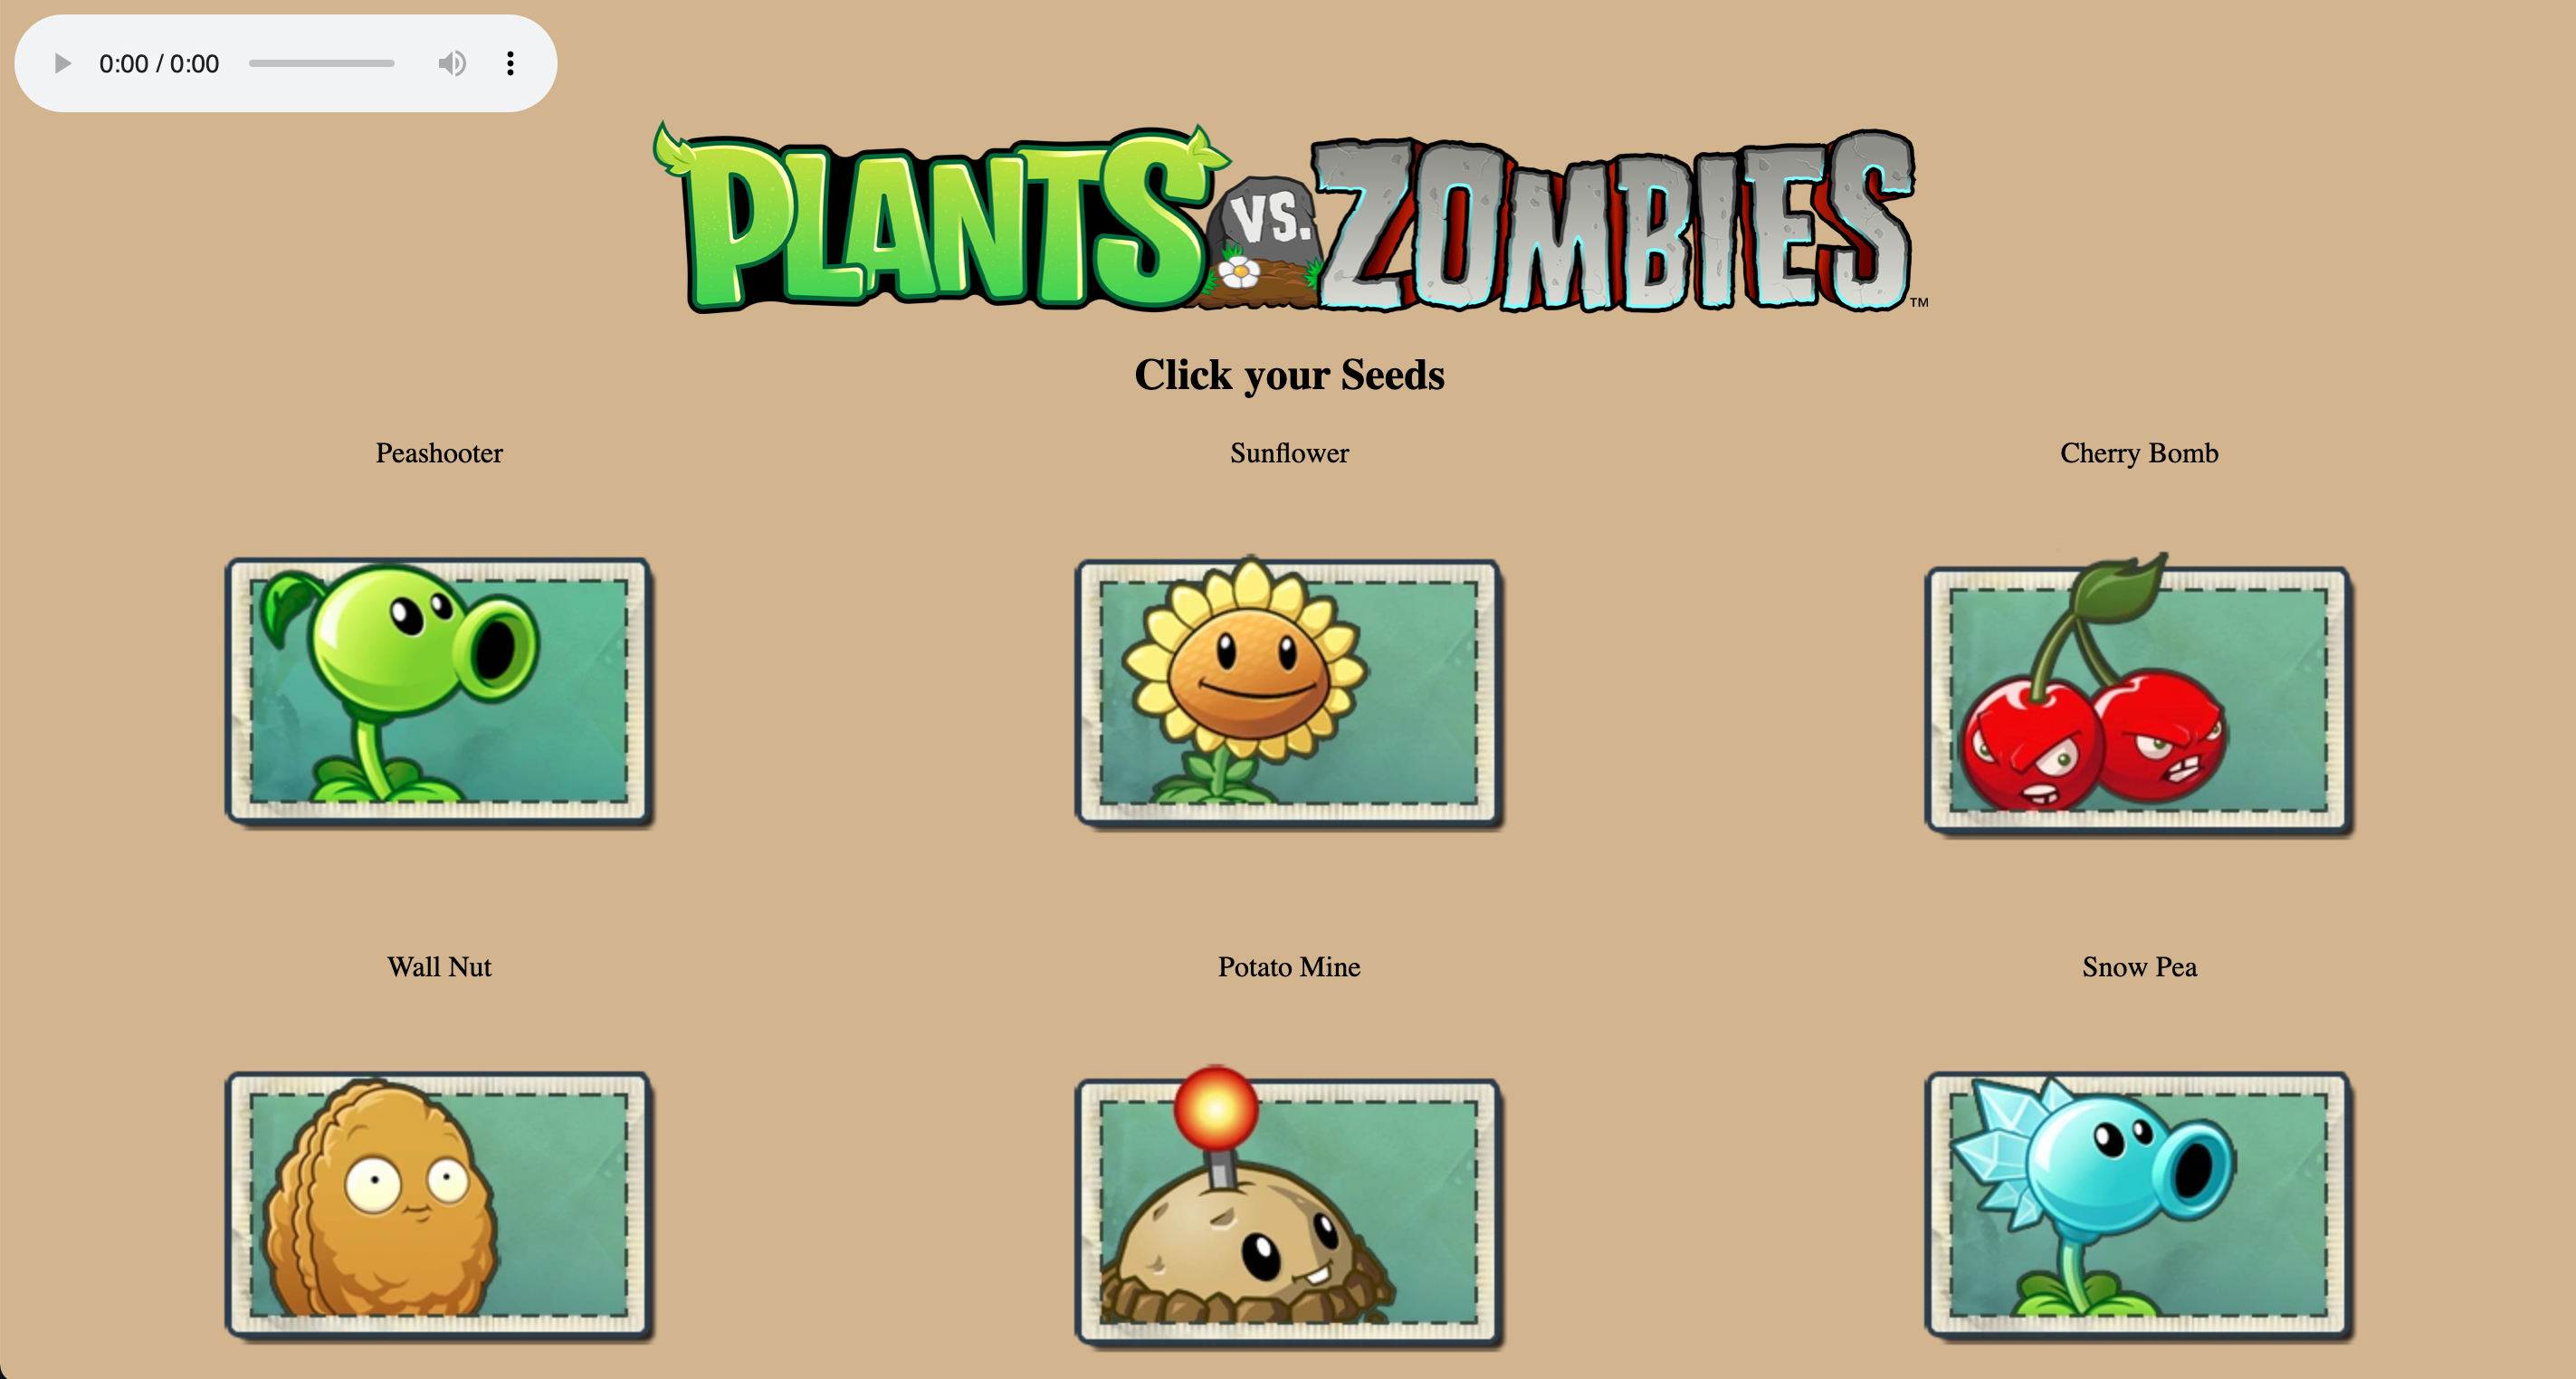 0:00 / 0:00
PLANTS VS. ZOMBIES™
Click your Seeds
Peashooter
Sunflower
Cherry Bomb
Wall Nut
Potato Mine
Snow Pea